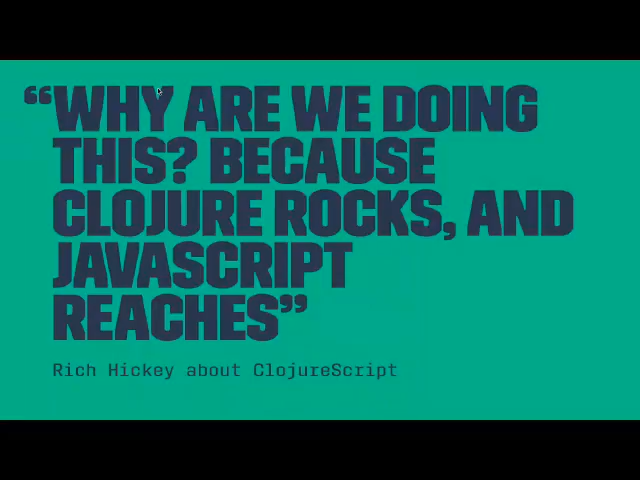 “WHY ARE WE DOING
THIS? BECAUSE
CLOJURE ROCKS, AND
JAVASCRIPT
REACHES”
Rich Hickey about ClojureScript